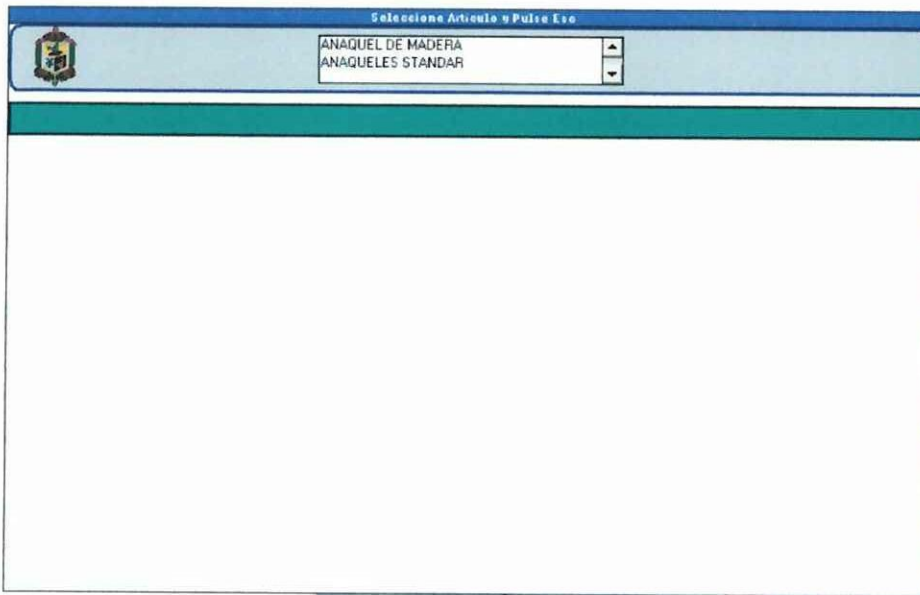 Seleccione Articulo y Pulse Esc
ANAQUEL DE MADERA
ANAQUELES STANDAR